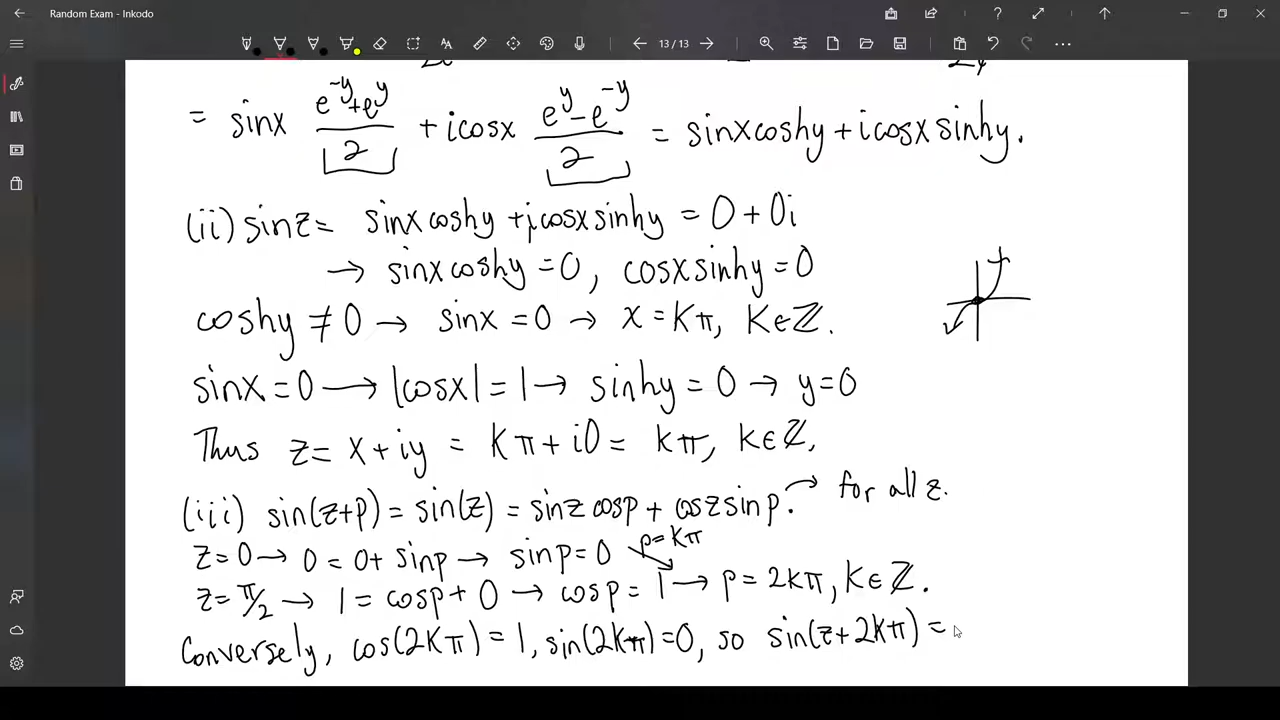 Random Exam - Inkodo
13/13
= sinx (e^-y + e^y)/2 + icosx (e^y - e^-y)/2 = sinxcoshy + icosx sinhy.
(ii) sinz = sinx coshy + icosx sinhy = 0 + 0i
→ sinx coshy = 0, cosx sinhy = 0
coshy ≠ 0 → sinx = 0 → x = kπ, k∈ℤ.
sinx = 0 → |cosx| = 1 → sinhy = 0 → y = 0
Thus z = x + iy = kπ + i0 = kπ, k∈ℤ,
(iii) sin(z+p) = sin(z) = sinz cosp + cosz sinp. → for all z.
z = 0 → 0 = 0 + sinp → sinp = 0 p = kπ
z = π/2 → 1 = cosp + 0 → cosp = 1 → p = 2kπ, k∈ℤ.
Conversely, cos(2kπ) = 1, sin(2kπ) = 0, so sin(z+2kπ) =